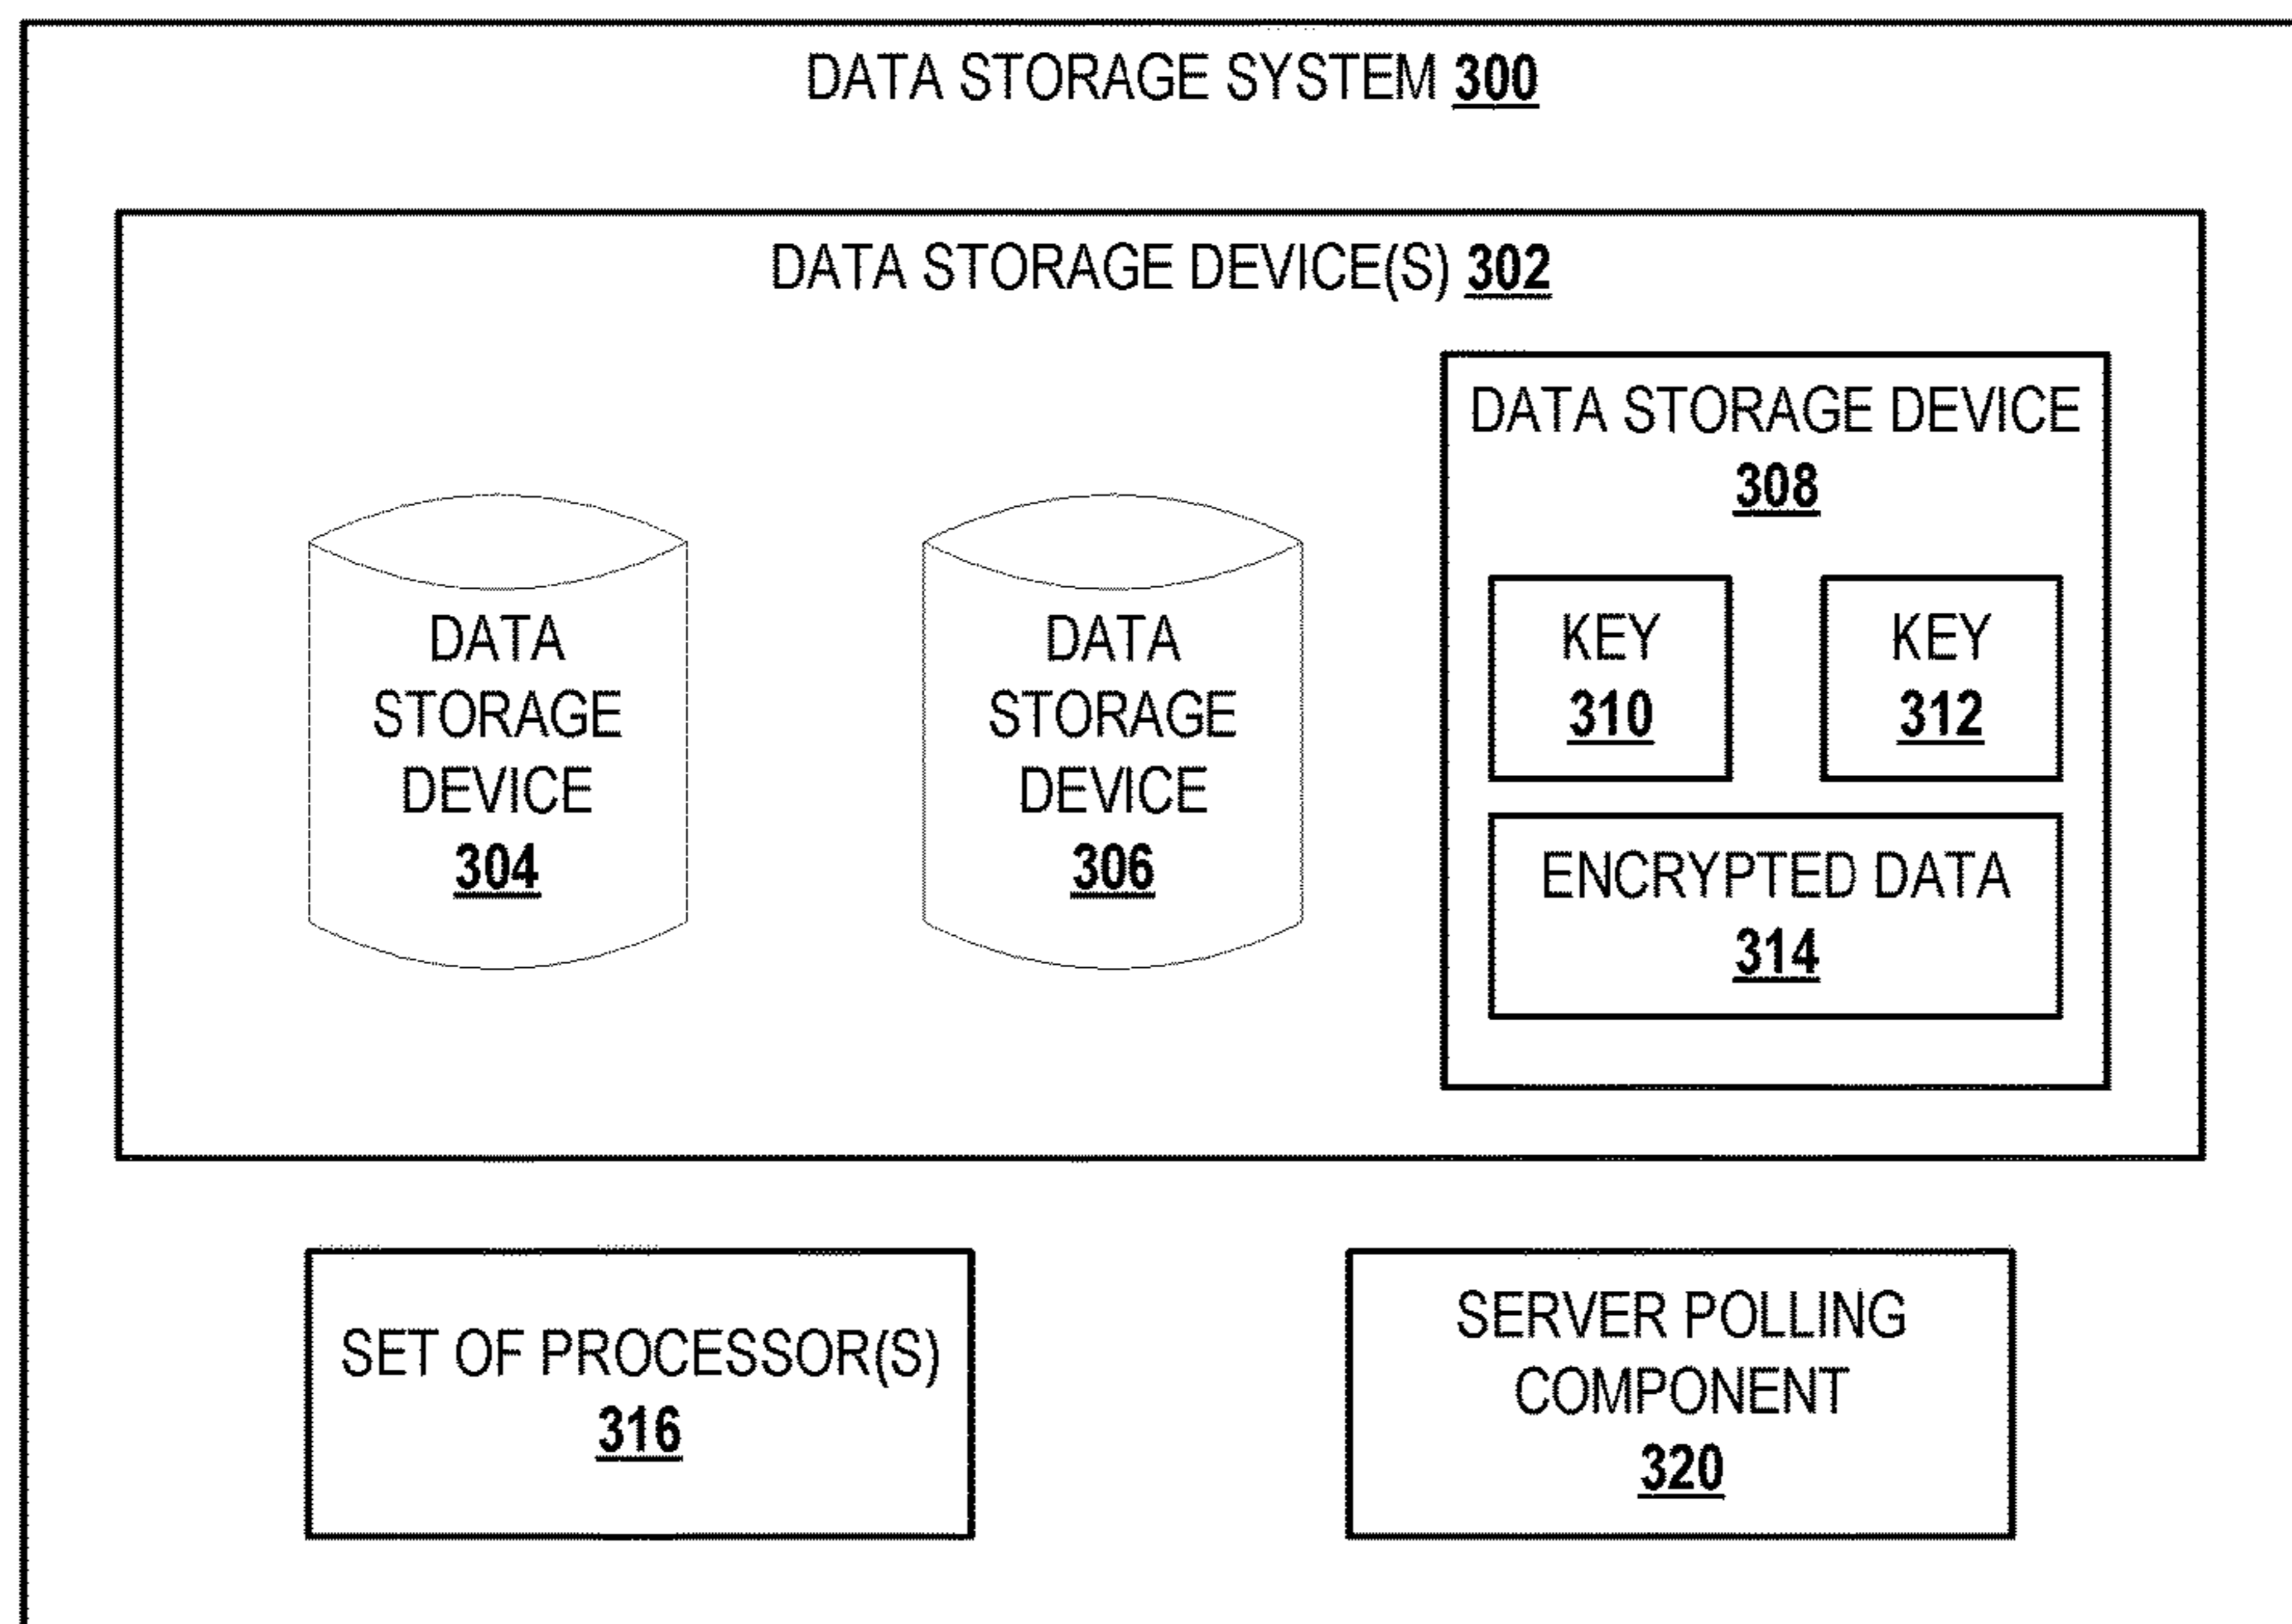 DATA STORAGE SYSTEM 300
DATA STORAGE DEVICE(S) 302
DATA
STORAGE
DEVICE
304
DATA
STORAGE
DEVICE
306
DATA STORAGE DEVICE
308
KEY
310
KEY
312
ENCRYPTED DATA
314
SET OF PROCESSOR(S)
316
SERVER POLLING
COMPONENT
320